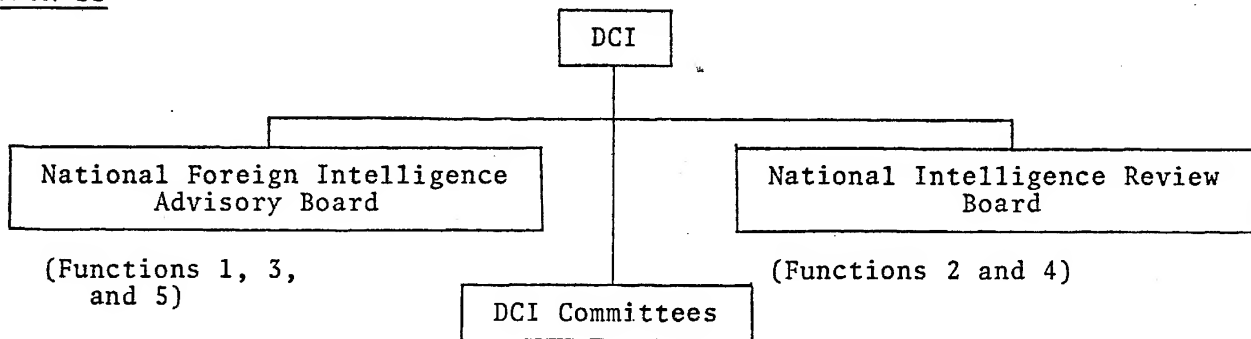 DCI
National Foreign Intelligence
Advisory Board
National Intelligence Review
Board
(Functions 1, 3,
and 5)
(Functions 2 and 4)
DCI Committees